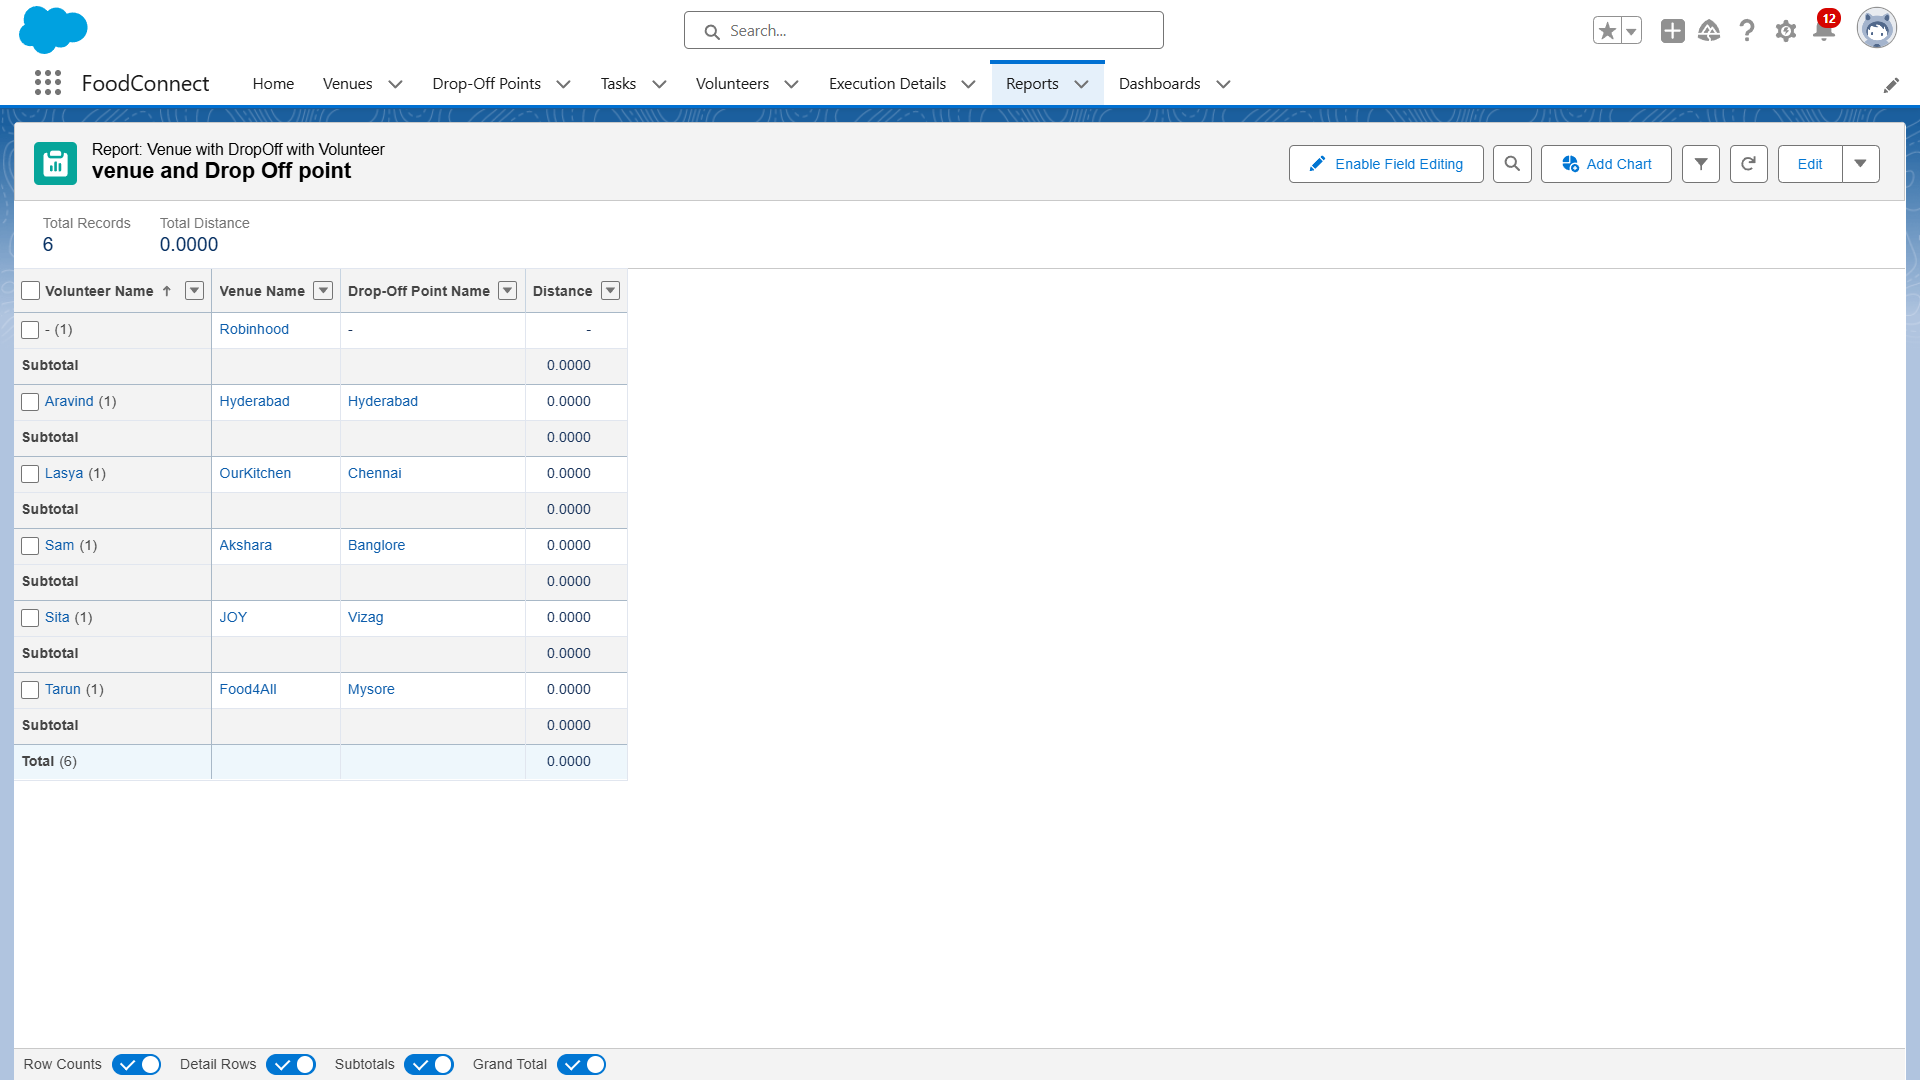 Search...
12
FoodConnect
Home
Venues
Drop-Off Points
Tasks
Volunteers
Execution Details
Reports
Dashboards
Report: Venue with DropOff with Volunteer
venue and Drop Off point
Enable Field Editing
Add Chart
Edit
Total Records
6
Total Distance
0.0000
Volunteer Name Venue Name Drop-Off Point Name Distance
- (1) Robinhood - -
Subtotal 0.0000
Aravind (1) Hyderabad Hyderabad 0.0000
Subtotal 0.0000
Lasya (1) OurKitchen Chennai 0.0000
Subtotal 0.0000
Sam (1) Akshara Banglore 0.0000
Subtotal 0.0000
Sita (1) JOY Vizag 0.0000
Subtotal 0.0000
Tarun (1) Food4All Mysore 0.0000
Subtotal 0.0000
Total (6) 0.0000
Row Counts Detail Rows Subtotals Grand Total